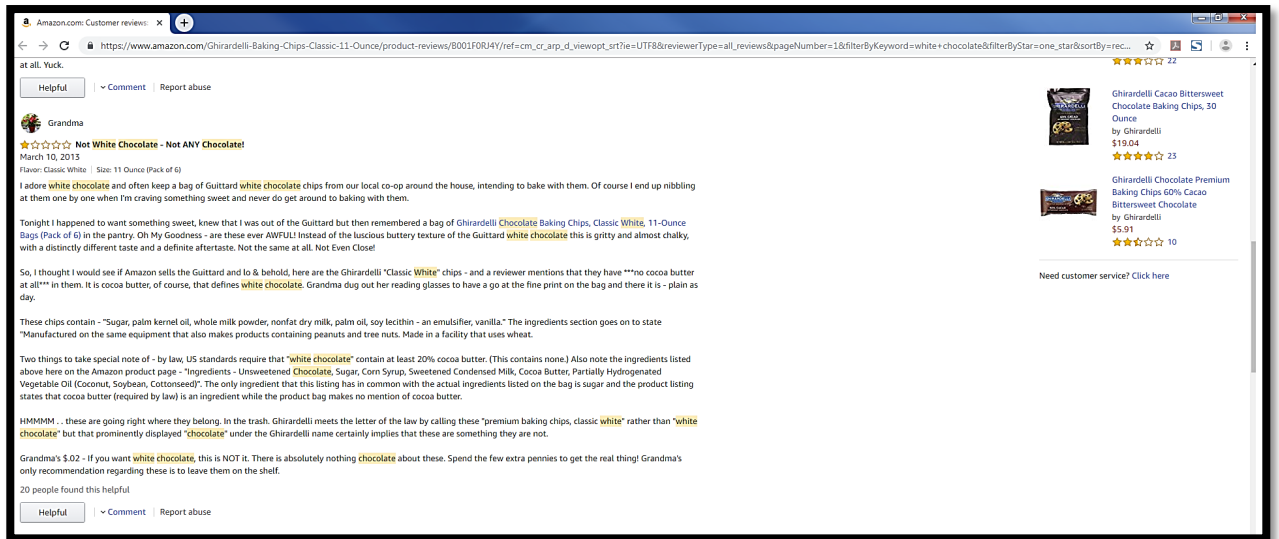 Amazon.com: Customer reviews:
https://www.amazon.com/Ghirardelli-Baking-Chips-Classic-11-Ounce/product-reviews/B001F0RJ4Y/ref=cm_cr_arp_d_viewopt_srt?ie=UTF8&reviewerType=all_reviews&pageNumber=1&filterByKeyword=white+chocolate&filterByStar=one_star&sortBy=rec...
at all. Yuck.
Helpful
Comment
Report abuse
Grandma
Not White Chocolate - Not ANY Chocolate!
March 10, 2013
Flavor: Classic White | Size: 11 Ounce (Pack of 6)
I adore white chocolate and often keep a bag of Guittard white chocolate chips from our local co-op around the house, intending to bake with them. Of course I end up nibbling
at them one by one when I'm craving something sweet and never do get around to baking with them.
Tonight I happened to want something sweet, knew that I was out of the Guittard but then remembered a bag of Ghirardelli Chocolate Baking Chips, Classic White, 11-Ounce
Bags (Pack of 6) in the pantry. Oh My Goodness - are these ever AWFUL! Instead of the luscious buttery texture of the Guittard white chocolate this is gritty and almost chalky,
with a distinctly different taste and a definite aftertaste. Not the same at all. Not Even Close!
So, I thought I would see if Amazon sells the Guittard and lo & behold, here are the Ghirardelli "Classic White" chips - and a reviewer mentions that they have ***no cocoa butter
at all*** in them. It is cocoa butter, of course, that defines white chocolate. Grandma dug out her reading glasses to have a go at the fine print on the bag and there it is - plain as
day.
These chips contain - "Sugar, palm kernel oil, whole milk powder, nonfat dry milk, palm oil, soy lecithin - an emulsifier, vanilla." The ingredients section goes on to state
"Manufactured on the same equipment that also makes products containing peanuts and tree nuts. Made in a facility that uses wheat.
Two things to take special note of - by law, US standards require that "white chocolate" contain at least 20% cocoa butter. (This contains none.) Also note the ingredients listed
above here on the Amazon product page - "Ingredients - Unsweetened Chocolate, Sugar, Corn Syrup, Sweetened Condensed Milk, Cocoa Butter, Partially Hydrogenated
Vegetable Oil (Coconut, Soybean, Cottonseed)". The only ingredient that this listing has in common with the actual ingredients listed on the bag is sugar and the product listing
states that cocoa butter (required by law) is an ingredient while the product bag makes no mention of cocoa butter.
HMMMM . . these are going right where they belong. In the trash. Ghirardelli meets the letter of the law by calling these "premium baking chips, classic white" rather than "white
chocolate" but that prominently displayed "chocolate" under the Ghirardelli name certainly implies that these are something they are not.
Grandma's $.02 - If you want white chocolate, this is NOT it. There is absolutely nothing chocolate about these. Spend the few extra pennies to get the real thing! Grandma's
only recommendation regarding these is to leave them on the shelf.
20 people found this helpful
Helpful
Comment
Report abuse
22
Ghirardelli Cacao Bittersweet
Chocolate Baking Chips, 30
Ounce
by Ghirardelli
$19.04
23
Ghirardelli Chocolate Premium
Baking Chips 60% Cacao
Bittersweet Chocolate
by Ghirardelli
$5.91
10
Need customer service? Click here